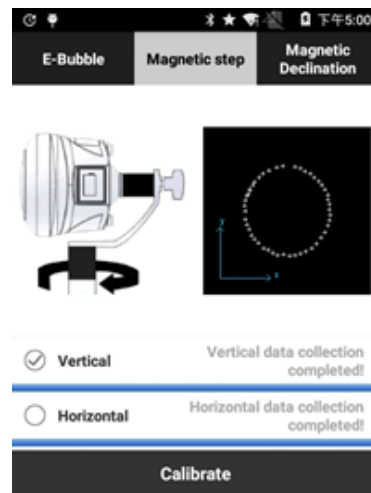 下午5:00
E-Bubble
Magnetic step
Magnetic
Declination
y
x
Vertical
Vertical data collection
completed!
Horizontal
Horizontal data collection
completed!
Calibrate